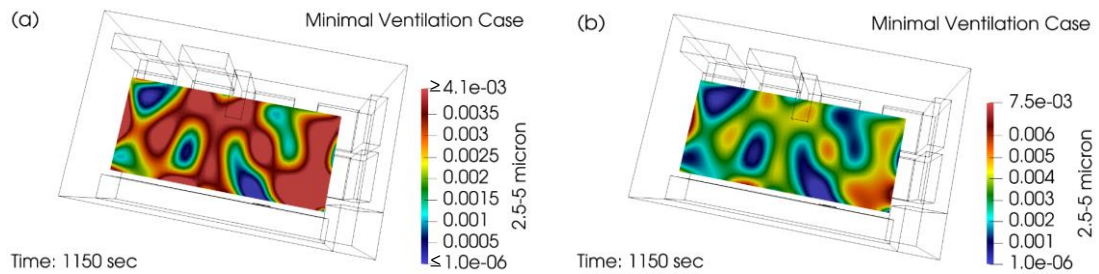 (a)
Minimal Ventilation Case
≥ 4.1e-03
0.0035
0.003
0.0025
0.002
0.0015
0.001
0.0005
≤ 1.0e-06
2.5-5 micron
Time: 1150 sec
(b)
Minimal Ventilation Case
7.5e-03
0.006
0.005
0.004
0.003
0.002
0.001
1.0e-06
2.5-5 micron
Time: 1150 sec